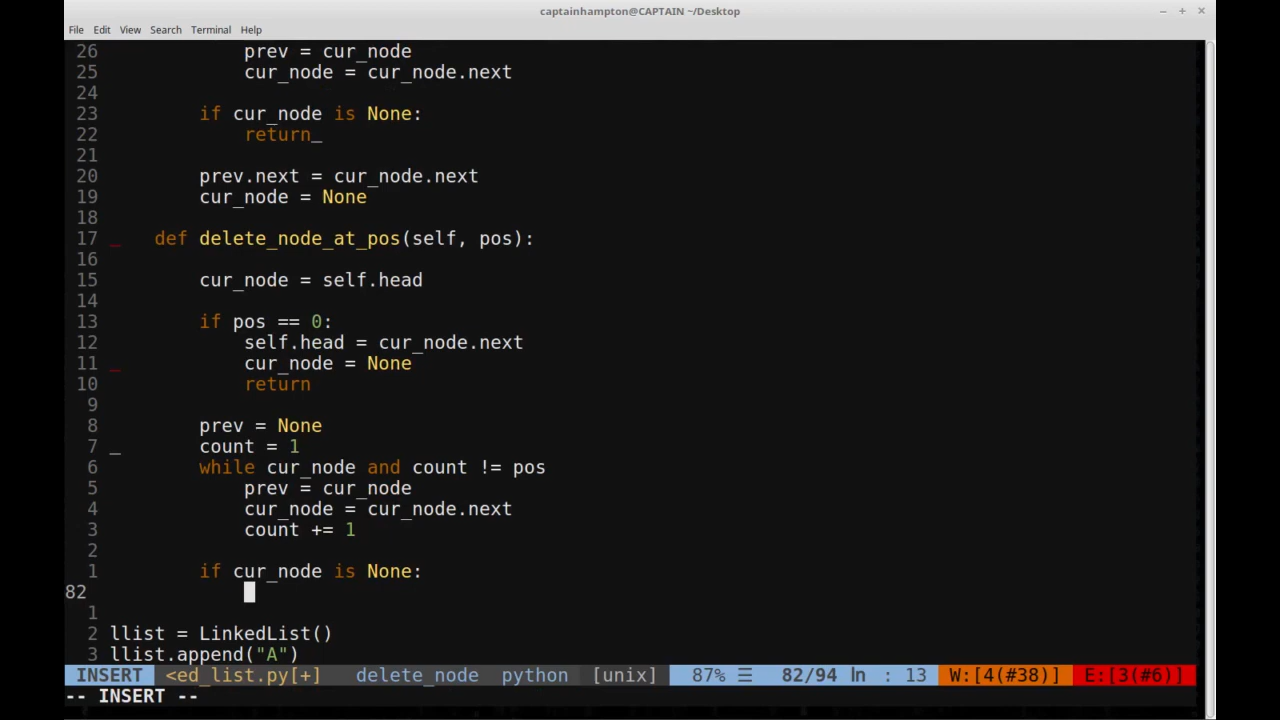 captainhampton@CAPTAIN ~/Desktop
File Edit View Search Terminal Help
26 prev = cur_node
25 cur_node = cur_node.next
24
23 if cur_node is None:
22 return_
21
20 prev.next = cur_node.next
19 cur_node = None
18
17 _ def delete_node_at_pos(self, pos):
16
15 cur_node = self.head
14
13 if pos == 0:
12 self.head = cur_node.next
11 _ cur_node = None
10 return
9
8 prev = None
7 _ count = 1
6 while cur_node and count != pos
5 prev = cur_node
4 cur_node = cur_node.next
3 count += 1
2
1 if cur_node is None:
82
1
2 llist = LinkedList()
3 llist.append("A")
INSERT <ed_list.py[+] delete_node python [unix] 87% ☰ 82/94 ln : 13 W:[4(#38)] E:[3(#6)]
-- INSERT --